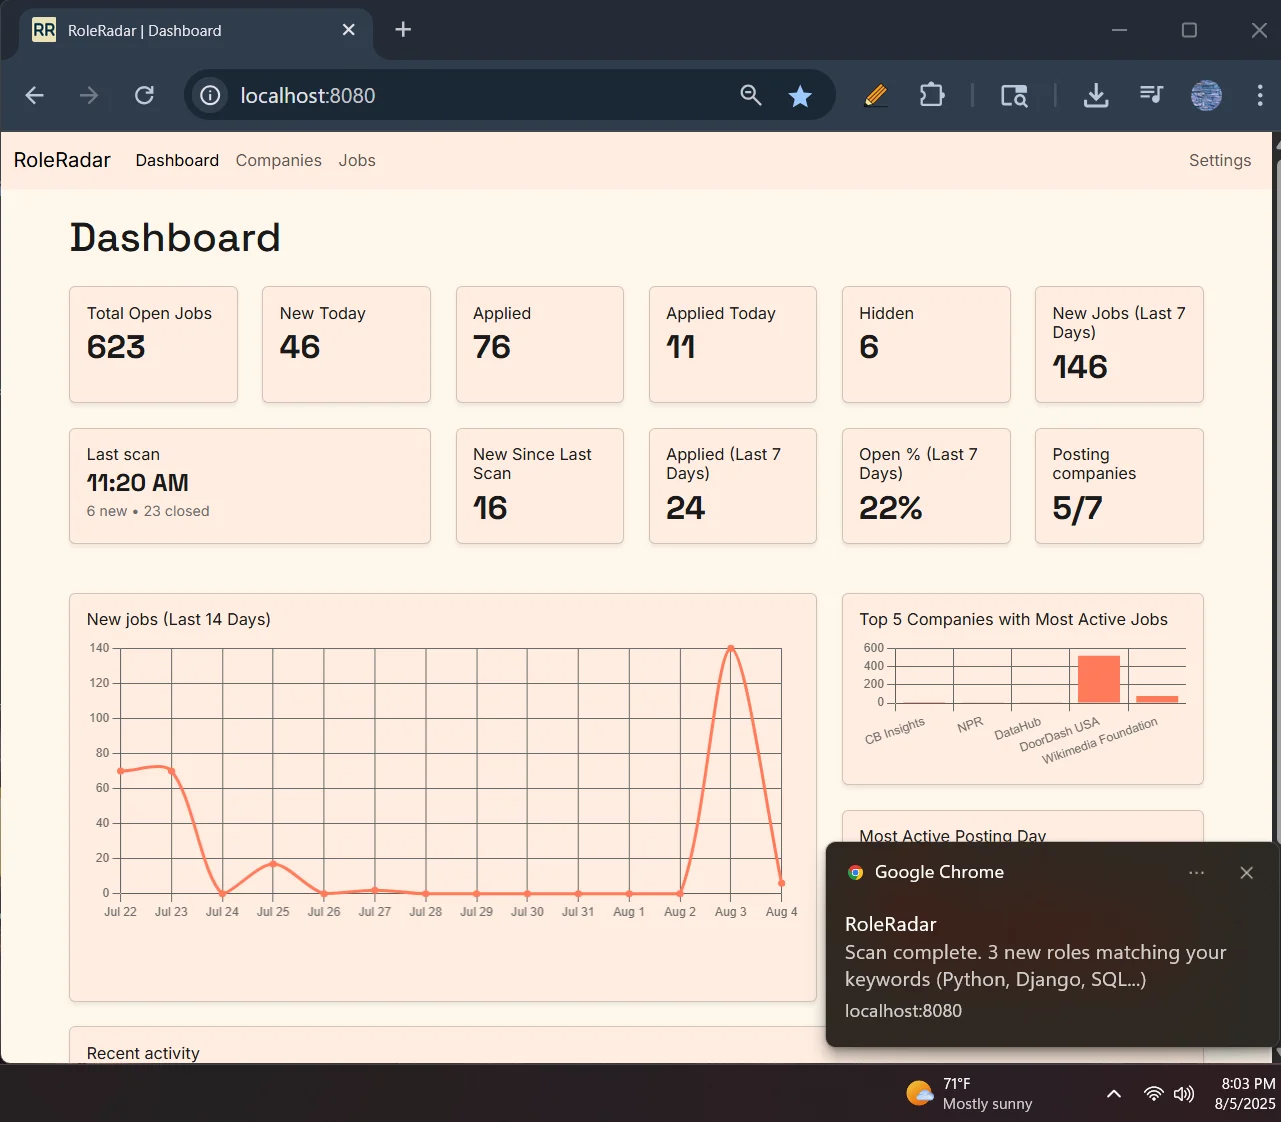 RR RoleRadar | Dashboard
localhost:8080
RoleRadar Dashboard Companies Jobs Settings
Dashboard
Total Open Jobs
623
New Today
46
Applied
76
Applied Today
11
Hidden
6
New Jobs (Last 7
Days)
146
Last scan
11:20 AM
6 new • 23 closed
New Since Last
Scan
16
Applied (Last 7
Days)
24
Open % (Last 7
Days)
22%
Posting
companies
5/7
New jobs (Last 14 Days)
140
120
100
80
60
40
20
0
Jul 22 Jul 23 Jul 24 Jul 25 Jul 26 Jul 27 Jul 28 Jul 29 Jul 30 Jul 31 Aug 1 Aug 2 Aug 3 Aug 4
Top 5 Companies with Most Active Jobs
600
400
200
0
CB Insights
NPR
DataHub
DoorDash USA
Wikimedia Foundation
Most Active Posting Day
Google Chrome
RoleRadar
Scan complete. 3 new roles matching your
keywords (Python, Django, SQL...)
localhost:8080
Recent activity
71°F
Mostly sunny
8:03 PM
8/5/2025